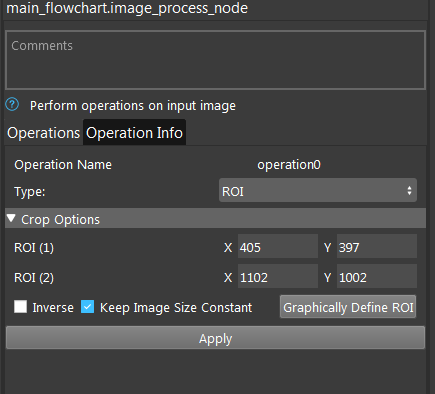 main_flowchart.image_process_node
Comments
Perform operations on input image
Operations Operation Info
Operation Name operation0
Type: ROI
Crop Options
ROI (1) X 405 Y 397
ROI (2) X 1102 Y 1002
Inverse Keep Image Size Constant Graphically Define ROI
Apply